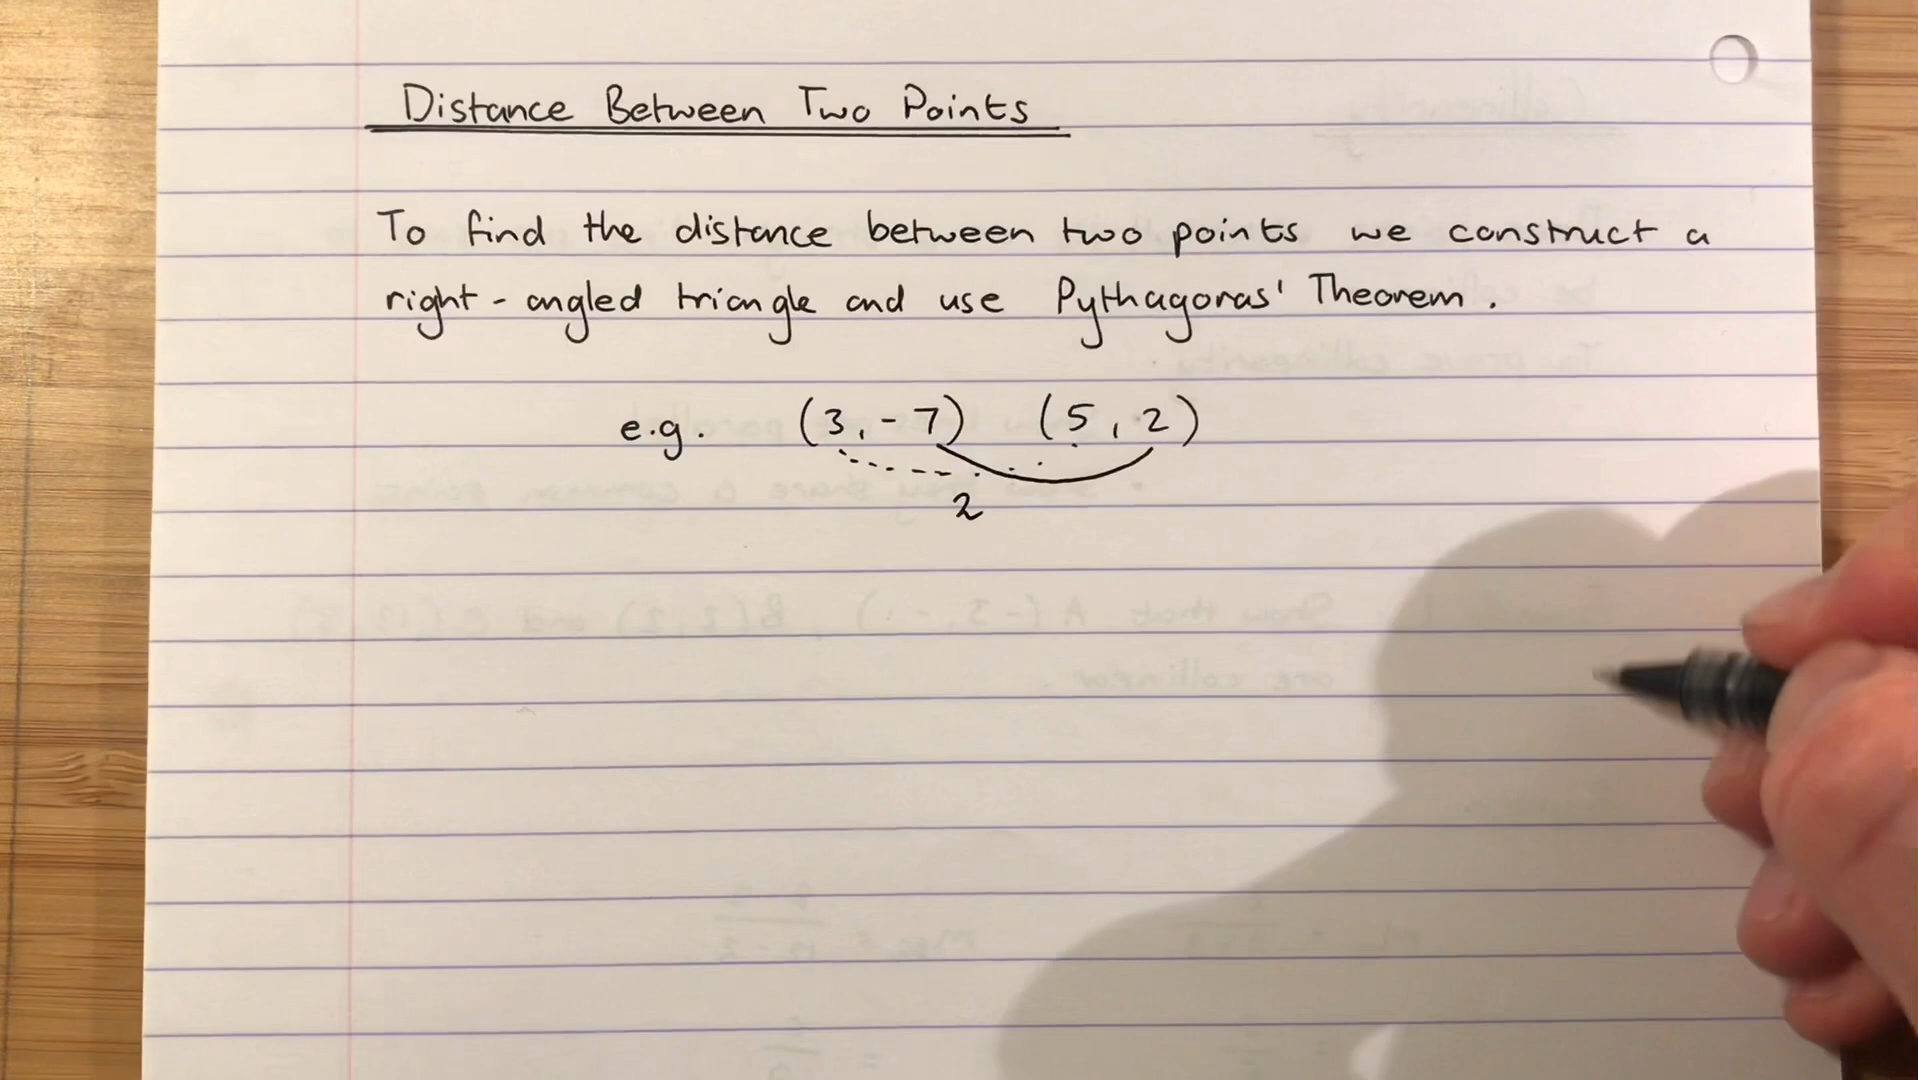 Distance Between Two Points
To find the distance between two points we construct a
right-angled triangle and use Pythagoras' Theorem.
e.g. (3,-7) (5,2)
2